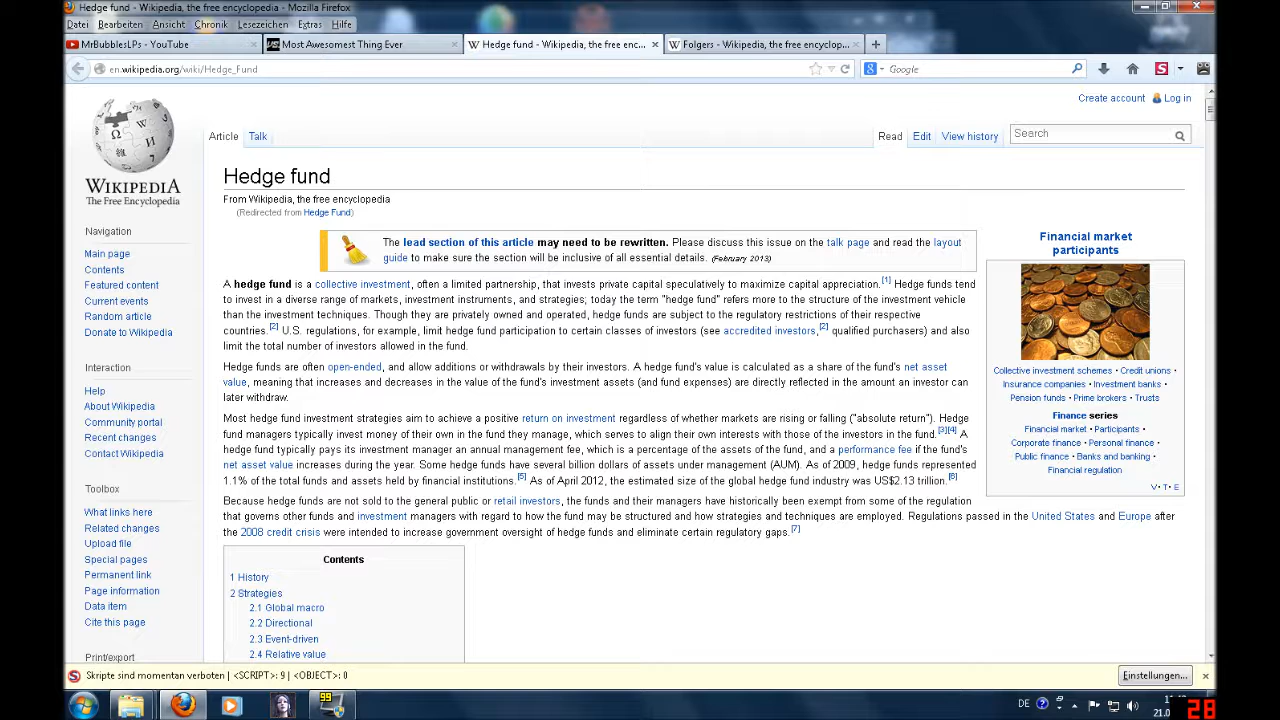 Hedge fund - Wikipedia, the free encyclopedia - Mozilla Firefox
Datei Bearbeiten Ansicht Chronik Lesezeichen Extras Hilfe
MrBubblesLPs - YouTube × Most Awesomest Thing Ever × W Hedge fund - Wikipedia, the free enc... × W Folgers - Wikipedia, the free encyclop... × +
en.wikipedia.org/wiki/Hedge_Fund
Google
Create account Log in
Article Talk Read Edit View history Search
WIKIPEDIA
The Free Encyclopedia
Navigation
Main page
Contents
Featured content
Current events
Random article
Donate to Wikipedia
Interaction
Help
About Wikipedia
Community portal
Recent changes
Contact Wikipedia
Toolbox
What links here
Related changes
Upload file
Special pages
Permanent link
Page information
Data item
Cite this page
Print/export
Hedge fund
From Wikipedia, the free encyclopedia
(Redirected from Hedge Fund)
The lead section of this article may need to be rewritten. Please discuss this issue on the talk page and read the layout
guide to make sure the section will be inclusive of all essential details. (February 2013)
A hedge fund is a collective investment, often a limited partnership, that invests private capital speculatively to maximize capital appreciation.[1] Hedge funds tend
to invest in a diverse range of markets, investment instruments, and strategies; today the term "hedge fund" refers more to the structure of the investment vehicle
than the investment techniques. Though they are privately owned and operated, hedge funds are subject to the regulatory restrictions of their respective
countries.[2] U.S. regulations, for example, limit hedge fund participation to certain classes of investors (see accredited investors,[2] qualified purchasers) and also
limit the total number of investors allowed in the fund.
Hedge funds are often open-ended, and allow additions or withdrawals by their investors. A hedge fund's value is calculated as a share of the fund's net asset
value, meaning that increases and decreases in the value of the fund's investment assets (and fund expenses) are directly reflected in the amount an investor can
later withdraw.
Most hedge fund investment strategies aim to achieve a positive return on investment regardless of whether markets are rising or falling ("absolute return"). Hedge
fund managers typically invest money of their own in the fund they manage, which serves to align their own interests with those of the investors in the fund.[3][4] A
hedge fund typically pays its investment manager an annual management fee, which is a percentage of the assets of the fund, and a performance fee if the fund's
net asset value increases during the year. Some hedge funds have several billion dollars of assets under management (AUM). As of 2009, hedge funds represented
1.1% of the total funds and assets held by financial institutions.[5] As of April 2012, the estimated size of the global hedge fund industry was US$2.13 trillion.[6]
Because hedge funds are not sold to the general public or retail investors, the funds and their managers have historically been exempt from some of the regulation
that governs other funds and investment managers with regard to how the fund may be structured and how strategies and techniques are employed. Regulations passed in the United States and Europe after
the 2008 credit crisis were intended to increase government oversight of hedge funds and eliminate certain regulatory gaps.[7]
Contents
1 History
2 Strategies
2.1 Global macro
2.2 Directional
2.3 Event-driven
2.4 Relative value
Financial market
participants
Collective investment schemes • Credit unions •
Insurance companies • Investment banks •
Pension funds • Prime brokers • Trusts
Finance series
Financial market • Participants •
Corporate finance • Personal finance •
Public finance • Banks and banking •
Financial regulation
V • T • E
Skripte sind momentan verboten | <SCRIPT>: 9 | <OBJECT>: 0
Einstellungen...
99
DE
28